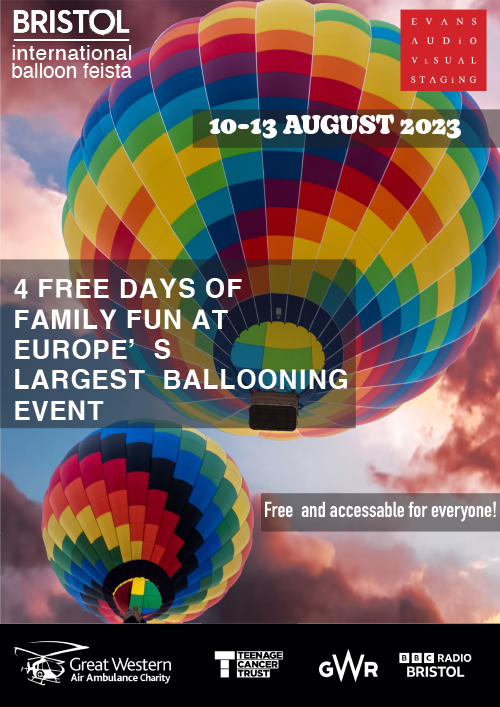 BRISTOL
international
balloon feista
EVANS
AUDiO
ViSUAL
STAGiNG
10-13 AUGUST 2023
4 FREE DAYS OF
FAMILY FUN AT
EUROPE’ S
LARGEST  BALLOONING
EVENT
Free  and accessable for everyone!
Great Western
Air Ambulance Charity
TEENAGE
CANCER
TRUST
GWR
BBC RADIO
BRISTOL